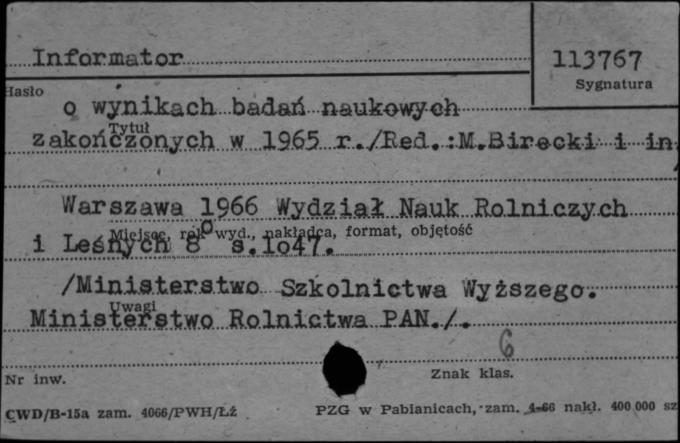 Informator
113767
Sygnatura
Hasło
o wynikach badań naukowych
Tytuł
zakończonych w 1965 r./Red.:M.Birecki i in.
Warszawa 1966 Wydział Nauk Rolniczych
Miejsce, rok wyd., nakładca, format, objętość
i Leśnych 8° s.1o47.
/Ministerstwo Szkolnictwa Wyższego.
Uwagi
Ministerstwo Rolnictwa PAN./.
6
Nr inw.
Znak klas.
CWD/B-15a zam. 4066/PWH/Łż
PZG w Pabianicach, zam. 4-66 nakł. 400 000 sz